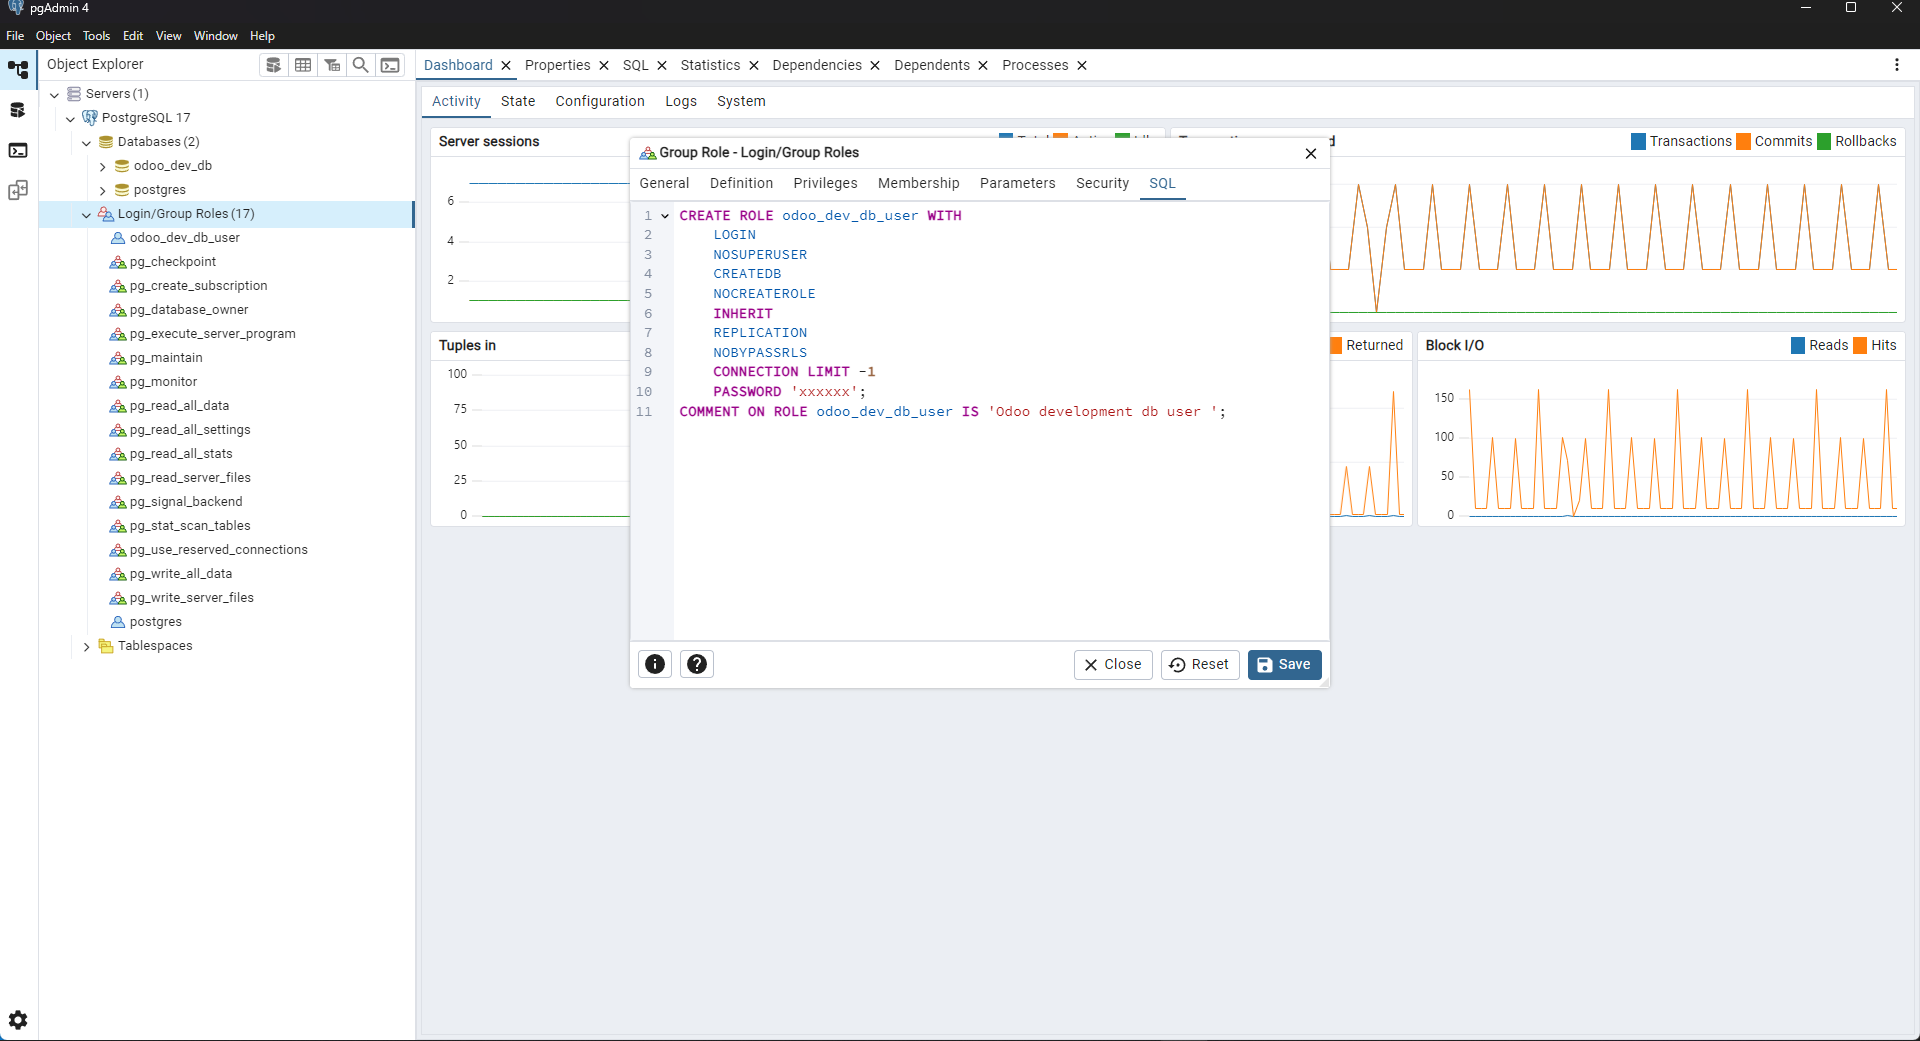 pgAdmin 4
File Object Tools Edit View Window Help
Object Explorer
Dashboard Properties SQL Statistics Dependencies Dependents Processes
Servers (1)
PostgreSQL 17
Databases (2)
odoo_dev_db
postgres
Login/Group Roles (17)
odoo_dev_db_user
pg_checkpoint
pg_create_subscription
pg_database_owner
pg_execute_server_program
pg_maintain
pg_monitor
pg_read_all_data
pg_read_all_settings
pg_read_all_stats
pg_read_server_files
pg_signal_backend
pg_stat_scan_tables
pg_use_reserved_connections
pg_write_all_data
pg_write_server_files
postgres
Tablespaces
Activity State Configuration Logs System
Server sessions
6
4
2
Transactions Commits Rollbacks
Tuples in
100
75
50
25
0
Returned
Block I/O
Reads Hits
150
100
50
0
Group Role - Login/Group Roles
General Definition Privileges Membership Parameters Security SQL
1 CREATE ROLE odoo_dev_db_user WITH
2 LOGIN
3 NOSUPERUSER
4 CREATEDB
5 NOCREATEROLE
6 INHERIT
7 REPLICATION
8 NOBYPASSRLS
9 CONNECTION LIMIT -1
10 PASSWORD 'xxxxxx';
11 COMMENT ON ROLE odoo_dev_db_user IS 'Odoo development db user ';
Close Reset Save